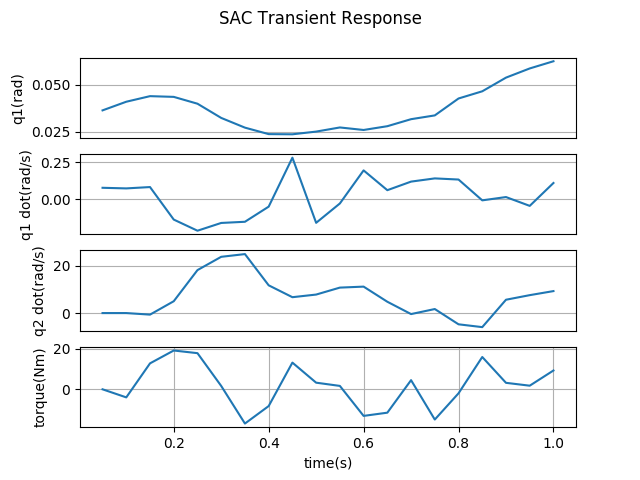 SAC Transient Response
q1(rad)
0.050
0.025
q1 dot(rad/s)
0.25
0.00
q2 dot(rad/s)
20
0
torque(Nm)
20
0
0.2 0.4 0.6 0.8 1.0
time(s)